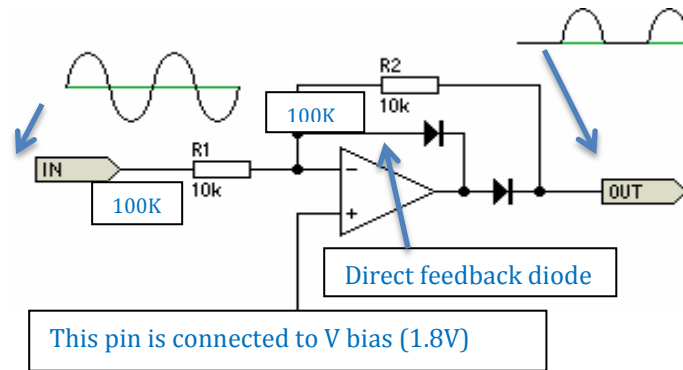 R2
10k
100K
R1
10k
IN
100K
−
+
OUT
Direct feedback diode
This pin is connected to V bias (1.8V)